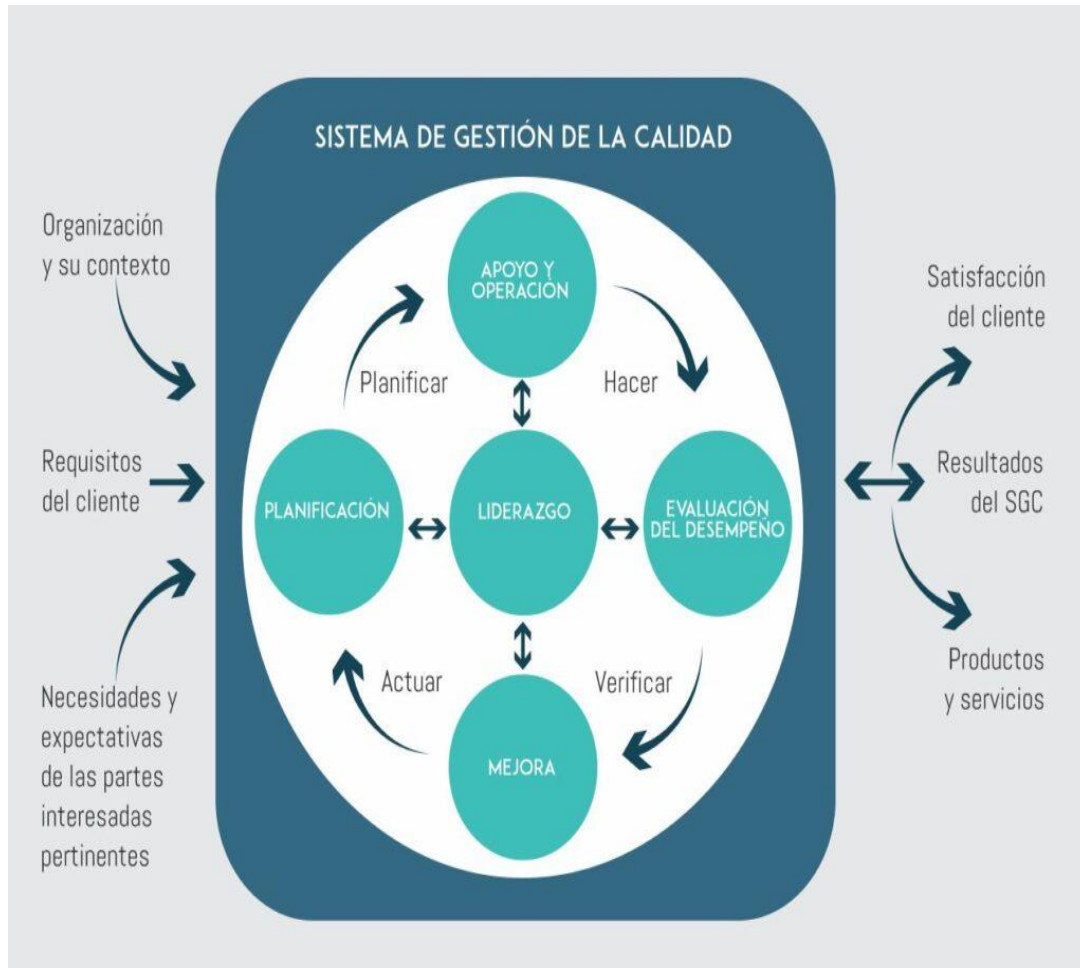 SISTEMA DE GESTIÓN DE LA CALIDAD
Organización
y su contexto
Requisitos
del cliente
Necesidades y
expectativas
de las partes
interesadas
pertinentes
APOYO Y
OPERACIÓN
Planificar
Hacer
PLANIFICACIÓN
LIDERAZGO
EVALUACIÓN
DEL DESEMPEÑO
Actuar
Verificar
MEJORA
Satisfacción
del cliente
Resultados
del SGC
Productos
y servicios